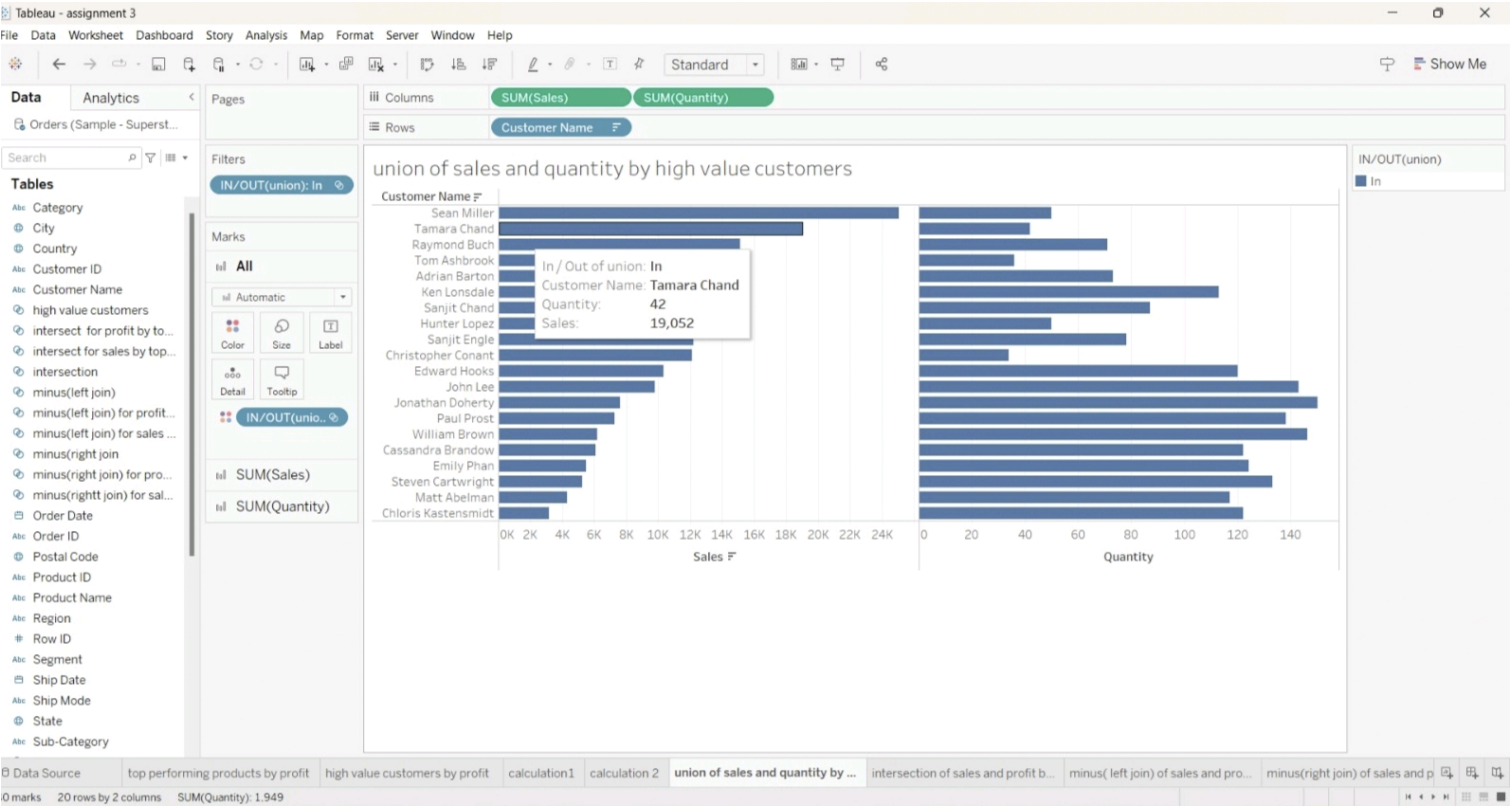 Tableau - assignment 3
File Data Worksheet Dashboard Story Analysis Map Format Server Window Help
Standard
Show Me
Data Analytics
Orders (Sample - Superst...
Search
Tables
Abc Category
City
Country
Abc Customer ID
Abc Customer Name
high value customers
intersect for profit by to...
intersect for sales by top...
intersection
minus(left join)
minus(left join) for profit...
minus(left join) for sales ...
minus(right join
minus(right join) for pro...
minus(rightt join) for sal...
Order Date
Abc Order ID
Postal Code
Abc Product ID
Abc Product Name
Abc Region
# Row ID
Abc Segment
Ship Date
Abc Ship Mode
State
Abc Sub-Category
Pages
Filters
IN/OUT(union): In
Marks
All
Automatic
Color Size Label
Detail Tooltip
IN/OUT(unio..
SUM(Sales)
SUM(Quantity)
Columns SUM(Sales) SUM(Quantity)
Rows Customer Name
union of sales and quantity by high value customers
Customer Name
Sean Miller
Tamara Chand
Raymond Buch
Tom Ashbrook
Adrian Barton
Ken Lonsdale
Sanjit Chand
Hunter Lopez
Sanjit Engle
Christopher Conant
Edward Hooks
John Lee
Jonathan Doherty
Paul Prost
William Brown
Cassandra Brandow
Emily Phan
Steven Cartwright
Matt Abelman
Chloris Kastensmidt
In / Out of union: In
Customer Name: Tamara Chand
Quantity: 42
Sales: 19,052
0K 2K 4K 6K 8K 10K 12K 14K 16K 18K 20K 22K 24K
Sales
0 20 40 60 80 100 120 140
Quantity
IN/OUT(union)
In
Data Source top performing products by profit high value customers by profit calculation1 calculation 2 union of sales and quantity by ... intersection of sales and profit b... minus( left join) of sales and pro... minus(right join) of sales and p
0 marks 20 rows by 2 columns SUM(Quantity): 1.949